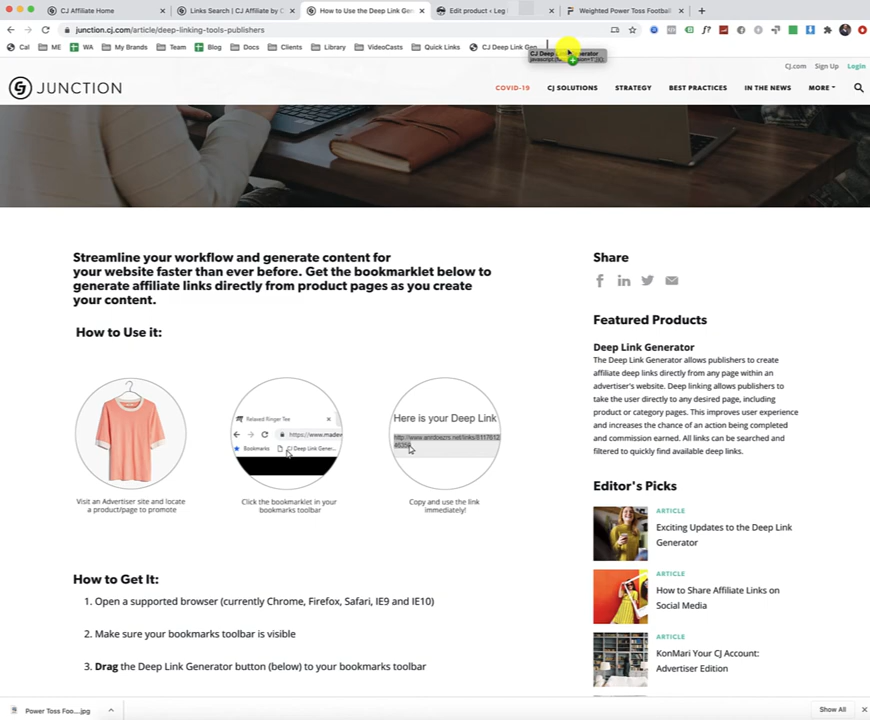 CJ Affiliate Home
Links Search | CJ Affiliate by C
How to Use the Deep Link Gen
Edit product ‹ Leg
Weighted Power Toss Footbal
junction.cj.com/article/deep-linking-tools-publishers
Cal
ME
WA
My Brands
Team
Blog
Docs
Clients
Library
VideoCasts
Quick Links
CJ Deep Link Gen
CJ Deep
erator
CJ.com
Sign Up
Login
JUNCTION
COVID-19
CJ SOLUTIONS
STRATEGY
BEST PRACTICES
IN THE NEWS
MORE
Streamline your workflow and generate content for
your website faster than ever before. Get the bookmarklet below to
generate affiliate links directly from product pages as you create
your content.
How to Use it:
Relaxed Ringer Tee
https://www.madew
Bookmarks
CJ Deep Link Gener...
Here is your Deep Link
Visit an Advertiser site and locate
a product/page to promote
Click the bookmarklet in your
bookmarks toolbar
Copy and use the link
immediately!
How to Get It:
1. Open a supported browser (currently Chrome, Firefox, Safari, IE9 and IE10)
2. Make sure your bookmarks toolbar is visible
3. Drag the Deep Link Generator button (below) to your bookmarks toolbar
Share
Featured Products
Deep Link Generator
The Deep Link Generator allows publishers to create
affiliate deep links directly from any page within an
advertiser's website. Deep linking allows publishers to
take the user directly to any desired page, including
product or category pages. This improves user experience
and increases the chance of an action being completed
and commission earned. All links can be searched and
filtered to quickly find available deep links.
Editor's Picks
ARTICLE
Exciting Updates to the Deep Link
Generator
ARTICLE
How to Share Affiliate Links on
Social Media
ARTICLE
KonMari Your CJ Account:
Advertiser Edition
Power Toss Foo....jpg
Show All